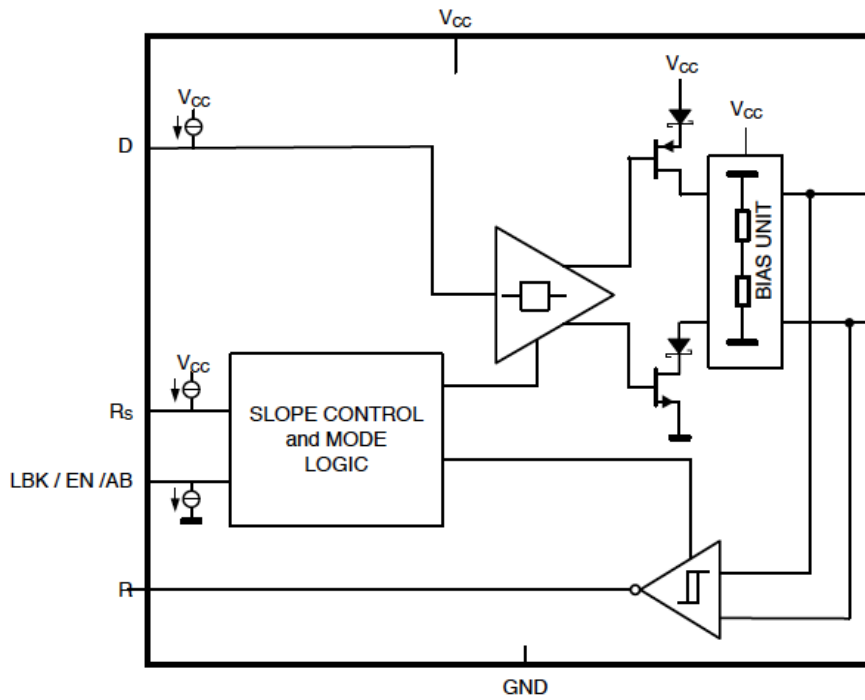 VCC
VCC
VCC
VCC
D
BIAS UNIT
VCC
RS
SLOPE CONTROL
and MODE
LOGIC
LBK / EN /AB
R
GND